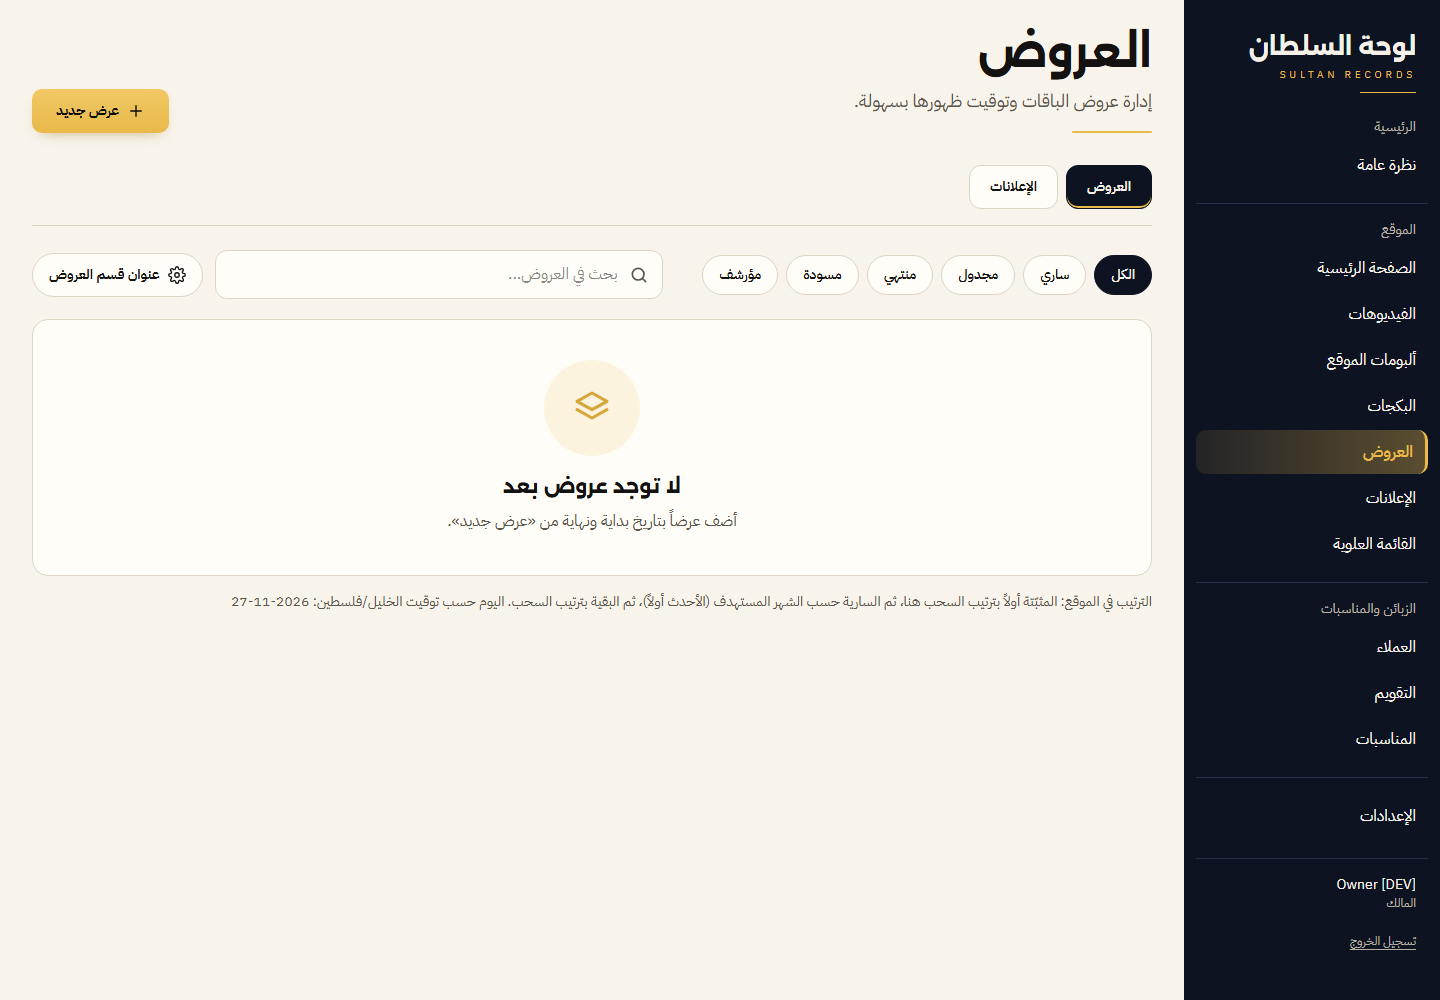 لوحة السلطان
SULTAN RECORDS
الرئيسية
نظرة عامة
الموقع
الصفحة الرئيسية
الفيديوهات
ألبومات الموقع
البكجات
العروض
الإعلانات
القائمة العلوية
الزبائن والمناسبات
العملاء
التقويم
المناسبات
الإعدادات
Owner [DEV]
المالك
تسجيل الخروج
العروض
إدارة عروض الباقات وتوقيت ظهورها بسهولة.
عرض جديد
العروض
الإعلانات
الكل
ساري
مجدول
منتهي
مسودة
مؤرشف
بحث في العروض...
عنوان قسم العروض
لا توجد عروض بعد
أضف عرضاً بتاريخ بداية ونهاية من «عرض جديد».
الترتيب في الموقع: المثبّتة أولاً بترتيب السحب هنا، ثم السارية حسب الشهر المستهدف (الأحدث أولاً)، ثم البقية بترتيب السحب. اليوم حسب توقيت الخليل/فلسطين: 2026-11-27